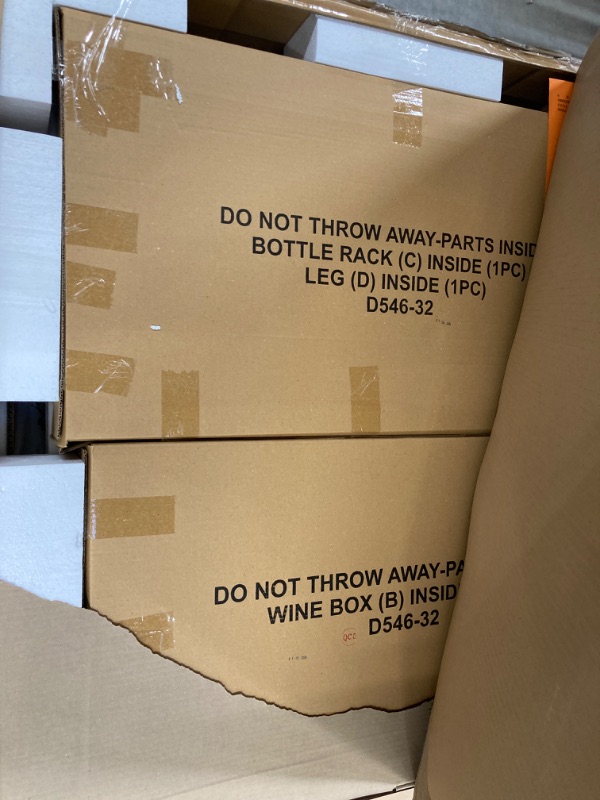 DO NOT THROW AWAY-PARTS INSID
BOTTLE RACK (C) INSIDE (1PC)
LEG (D) INSIDE (1PC)
D546-32
DO NOT THROW AWAY-PA
WINE BOX (B) INSID
D546-32